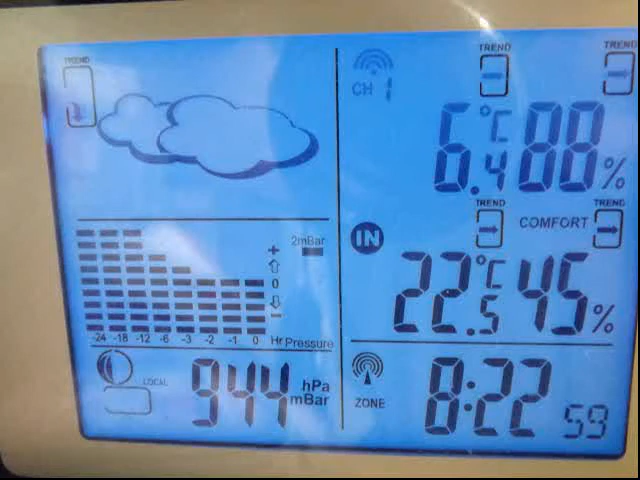 TREND
TREND
TREND
CH 1
6.4 °C 88 %
TREND
TREND
IN
COMFORT
22.5 °C 45 %
2mBar
+
0
-
-24 -18 -12 -6 -3 -2 -1 0 Hr Pressure
LOCAL
944 hPa
mBar
ZONE
8:22 59